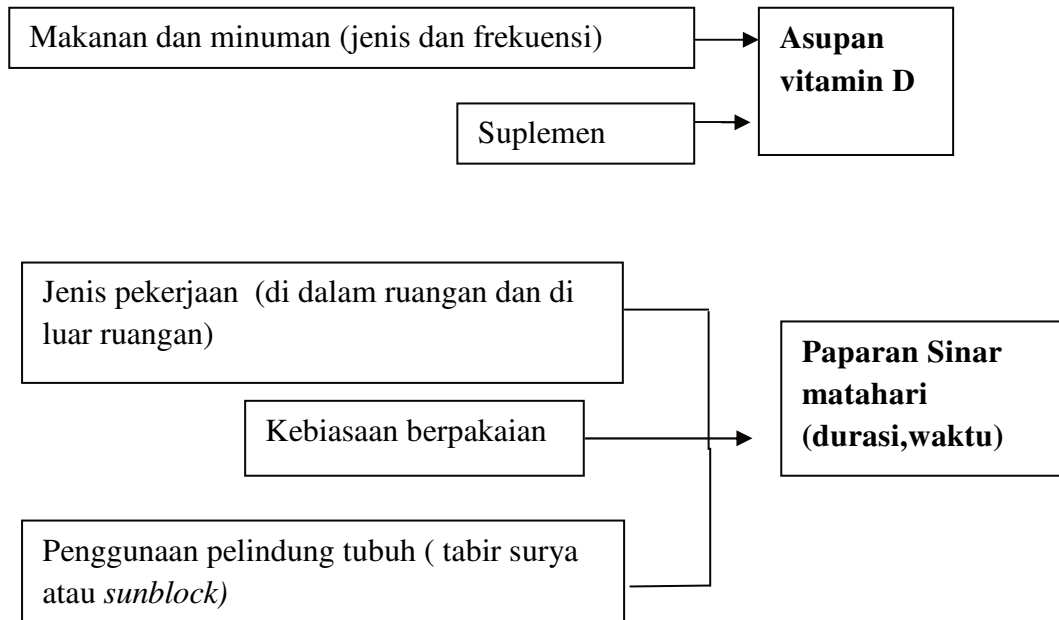 Makanan dan minuman (jenis dan frekuensi)
Asupan
vitamin D
Suplemen
Jenis pekerjaan  (di dalam ruangan dan di
luar ruangan)
Kebiasaan berpakaian
Paparan Sinar
matahari
(durasi,waktu)
Penggunaan pelindung tubuh ( tabir surya
atau sunblock)